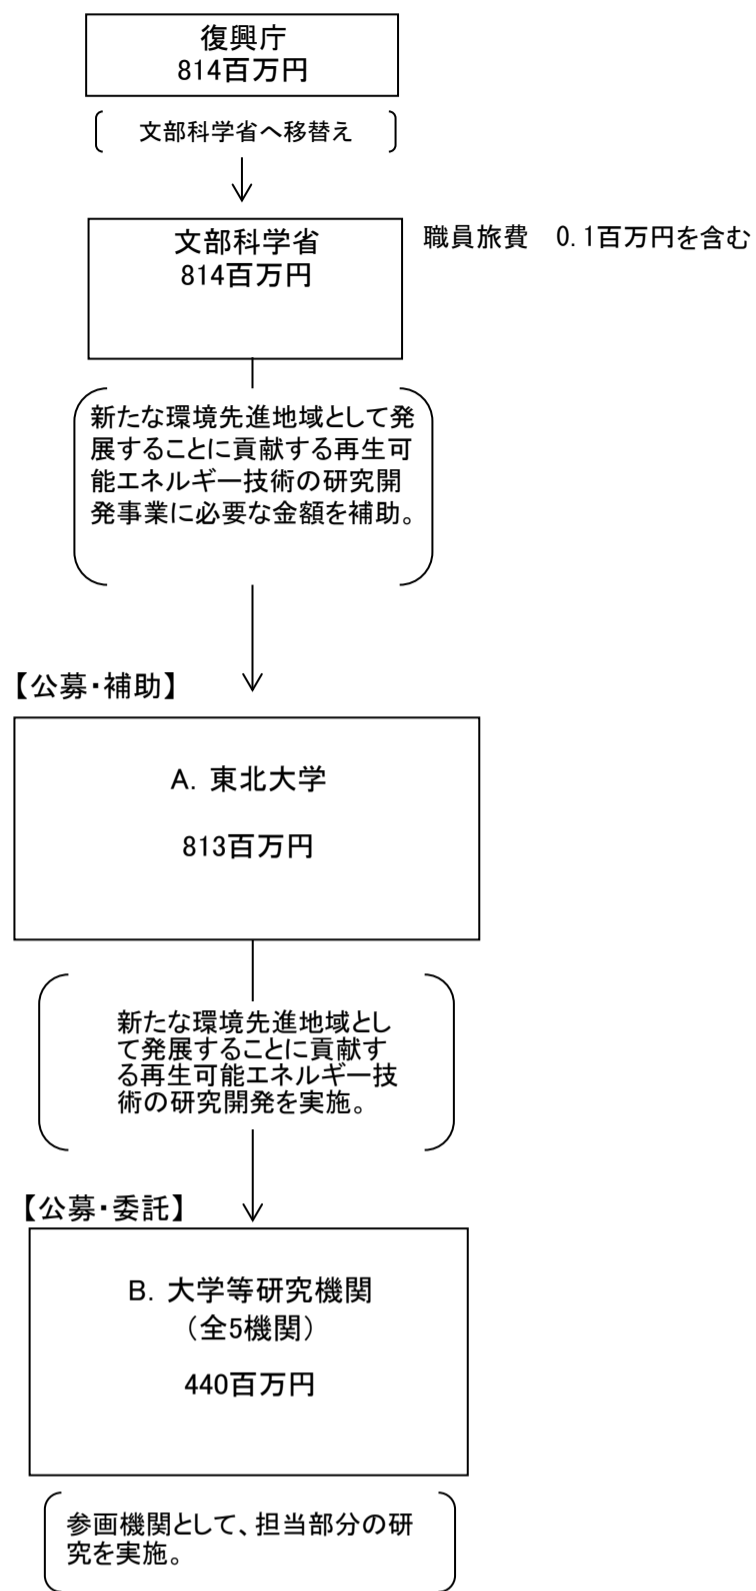 復興庁
814百万円
文部科学省へ移替え
文部科学省
814百万円
職員旅費　0.1百万円を含む
新たな環境先進地域として発
展することに貢献する再生可
能エネルギー技術の研究開
発事業に必要な金額を補助。
【公募・補助】
A. 東北大学
813百万円
新たな環境先進地域とし
て発展することに貢献す
る再生可能エネルギー技
術の研究開発を実施。
【公募・委託】
B. 大学等研究機関
（全5機関）
440百万円
参画機関として、担当部分の研
究を実施。